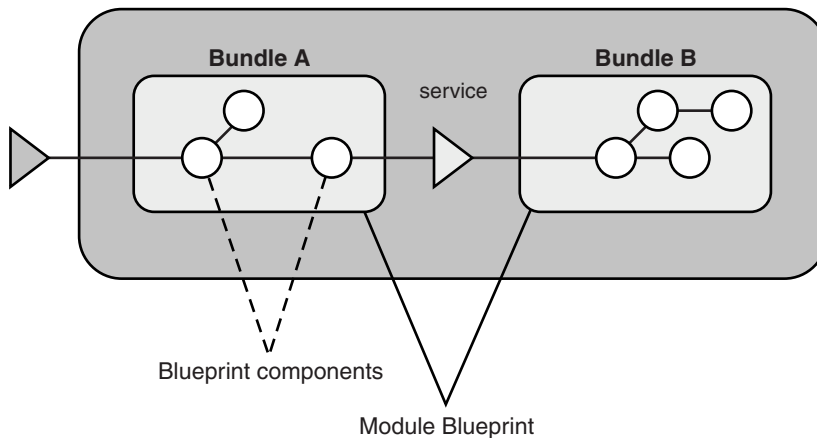 Bundle A
Bundle B
service
Blueprint components
Module Blueprint